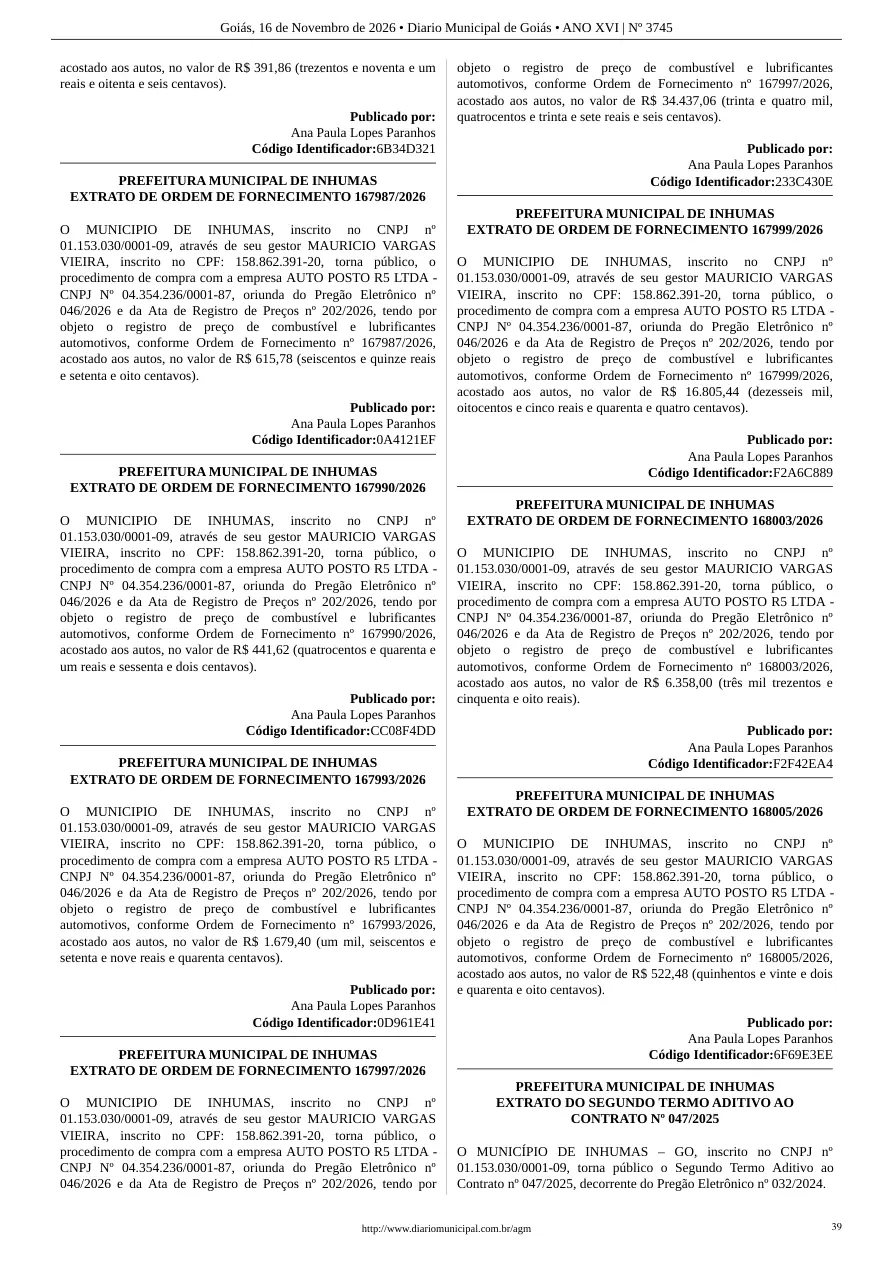 Goiás, 16 de Novembro de 2026 • Diario Municipal de Goiás • ANO XVI | Nº 3745
acostado aos autos, no valor de R$ 391,86 (trezentos e noventa e um
reais e oitenta e seis centavos).
Publicado por:
Ana Paula Lopes Paranhos
Código Identificador:6B34D321
PREFEITURA MUNICIPAL DE INHUMAS
EXTRATO DE ORDEM DE FORNECIMENTO 167987/2026
O MUNICIPIO DE INHUMAS, inscrito no CNPJ nº
01.153.030/0001-09, através de seu gestor MAURICIO VARGAS
VIEIRA, inscrito no CPF: 158.862.391-20, torna público, o
procedimento de compra com a empresa AUTO POSTO R5 LTDA -
CNPJ Nº 04.354.236/0001-87, oriunda do Pregão Eletrônico nº
046/2026 e da Ata de Registro de Preços nº 202/2026, tendo por
objeto o registro de preço de combustível e lubrificantes
automotivos, conforme Ordem de Fornecimento nº 167987/2026,
acostado aos autos, no valor de R$ 615,78 (seiscentos e quinze reais
e setenta e oito centavos).
Publicado por:
Ana Paula Lopes Paranhos
Código Identificador:0A4121EF
PREFEITURA MUNICIPAL DE INHUMAS
EXTRATO DE ORDEM DE FORNECIMENTO 167990/2026
O MUNICIPIO DE INHUMAS, inscrito no CNPJ nº
01.153.030/0001-09, através de seu gestor MAURICIO VARGAS
VIEIRA, inscrito no CPF: 158.862.391-20, torna público, o
procedimento de compra com a empresa AUTO POSTO R5 LTDA -
CNPJ Nº 04.354.236/0001-87, oriunda do Pregão Eletrônico nº
046/2026 e da Ata de Registro de Preços nº 202/2026, tendo por
objeto o registro de preço de combustível e lubrificantes
automotivos, conforme Ordem de Fornecimento nº 167990/2026,
acostado aos autos, no valor de R$ 441,62 (quatrocentos e quarenta e
um reais e sessenta e dois centavos).
Publicado por:
Ana Paula Lopes Paranhos
Código Identificador:CC08F4DD
PREFEITURA MUNICIPAL DE INHUMAS
EXTRATO DE ORDEM DE FORNECIMENTO 167993/2026
O MUNICIPIO DE INHUMAS, inscrito no CNPJ nº
01.153.030/0001-09, através de seu gestor MAURICIO VARGAS
VIEIRA, inscrito no CPF: 158.862.391-20, torna público, o
procedimento de compra com a empresa AUTO POSTO R5 LTDA -
CNPJ Nº 04.354.236/0001-87, oriunda do Pregão Eletrônico nº
046/2026 e da Ata de Registro de Preços nº 202/2026, tendo por
objeto o registro de preço de combustível e lubrificantes
automotivos, conforme Ordem de Fornecimento nº 167993/2026,
acostado aos autos, no valor de R$ 1.679,40 (um mil, seiscentos e
setenta e nove reais e quarenta centavos).
Publicado por:
Ana Paula Lopes Paranhos
Código Identificador:0D961E41
PREFEITURA MUNICIPAL DE INHUMAS
EXTRATO DE ORDEM DE FORNECIMENTO 167997/2026
O MUNICIPIO DE INHUMAS, inscrito no CNPJ nº
01.153.030/0001-09, através de seu gestor MAURICIO VARGAS
VIEIRA, inscrito no CPF: 158.862.391-20, torna público, o
procedimento de compra com a empresa AUTO POSTO R5 LTDA -
CNPJ Nº 04.354.236/0001-87, oriunda do Pregão Eletrônico nº
046/2026 e da Ata de Registro de Preços nº 202/2026, tendo por
objeto o registro de preço de combustível e lubrificantes
automotivos, conforme Ordem de Fornecimento nº 167997/2026,
acostado aos autos, no valor de R$ 34.437,06 (trinta e quatro mil,
quatrocentos e trinta e sete reais e seis centavos).
Publicado por:
Ana Paula Lopes Paranhos
Código Identificador:233C430E
PREFEITURA MUNICIPAL DE INHUMAS
EXTRATO DE ORDEM DE FORNECIMENTO 167999/2026
O MUNICIPIO DE INHUMAS, inscrito no CNPJ nº
01.153.030/0001-09, através de seu gestor MAURICIO VARGAS
VIEIRA, inscrito no CPF: 158.862.391-20, torna público, o
procedimento de compra com a empresa AUTO POSTO R5 LTDA -
CNPJ Nº 04.354.236/0001-87, oriunda do Pregão Eletrônico nº
046/2026 e da Ata de Registro de Preços nº 202/2026, tendo por
objeto o registro de preço de combustível e lubrificantes
automotivos, conforme Ordem de Fornecimento nº 167999/2026,
acostado aos autos, no valor de R$ 16.805,44 (dezesseis mil,
oitocentos e cinco reais e quarenta e quatro centavos).
Publicado por:
Ana Paula Lopes Paranhos
Código Identificador:F2A6C889
PREFEITURA MUNICIPAL DE INHUMAS
EXTRATO DE ORDEM DE FORNECIMENTO 168003/2026
O MUNICIPIO DE INHUMAS, inscrito no CNPJ nº
01.153.030/0001-09, através de seu gestor MAURICIO VARGAS
VIEIRA, inscrito no CPF: 158.862.391-20, torna público, o
procedimento de compra com a empresa AUTO POSTO R5 LTDA -
CNPJ Nº 04.354.236/0001-87, oriunda do Pregão Eletrônico nº
046/2026 e da Ata de Registro de Preços nº 202/2026, tendo por
objeto o registro de preço de combustível e lubrificantes
automotivos, conforme Ordem de Fornecimento nº 168003/2026,
acostado aos autos, no valor de R$ 6.358,00 (três mil trezentos e
cinquenta e oito reais).
Publicado por:
Ana Paula Lopes Paranhos
Código Identificador:F2F42EA4
PREFEITURA MUNICIPAL DE INHUMAS
EXTRATO DE ORDEM DE FORNECIMENTO 168005/2026
O MUNICIPIO DE INHUMAS, inscrito no CNPJ nº
01.153.030/0001-09, através de seu gestor MAURICIO VARGAS
VIEIRA, inscrito no CPF: 158.862.391-20, torna público, o
procedimento de compra com a empresa AUTO POSTO R5 LTDA -
CNPJ Nº 04.354.236/0001-87, oriunda do Pregão Eletrônico nº
046/2026 e da Ata de Registro de Preços nº 202/2026, tendo por
objeto o registro de preço de combustível e lubrificantes
automotivos, conforme Ordem de Fornecimento nº 168005/2026,
acostado aos autos, no valor de R$ 522,48 (quinhentos e vinte e dois
e quarenta e oito centavos).
Publicado por:
Ana Paula Lopes Paranhos
Código Identificador:6F69E3EE
PREFEITURA MUNICIPAL DE INHUMAS
EXTRATO DO SEGUNDO TERMO ADITIVO AO
CONTRATO Nº 047/2025
O MUNICÍPIO DE INHUMAS – GO, inscrito no CNPJ nº
01.153.030/0001-09, torna público o Segundo Termo Aditivo ao
Contrato nº 047/2025, decorrente do Pregão Eletrônico nº 032/2024.
http://www.diariomunicipal.com.br/agm
39